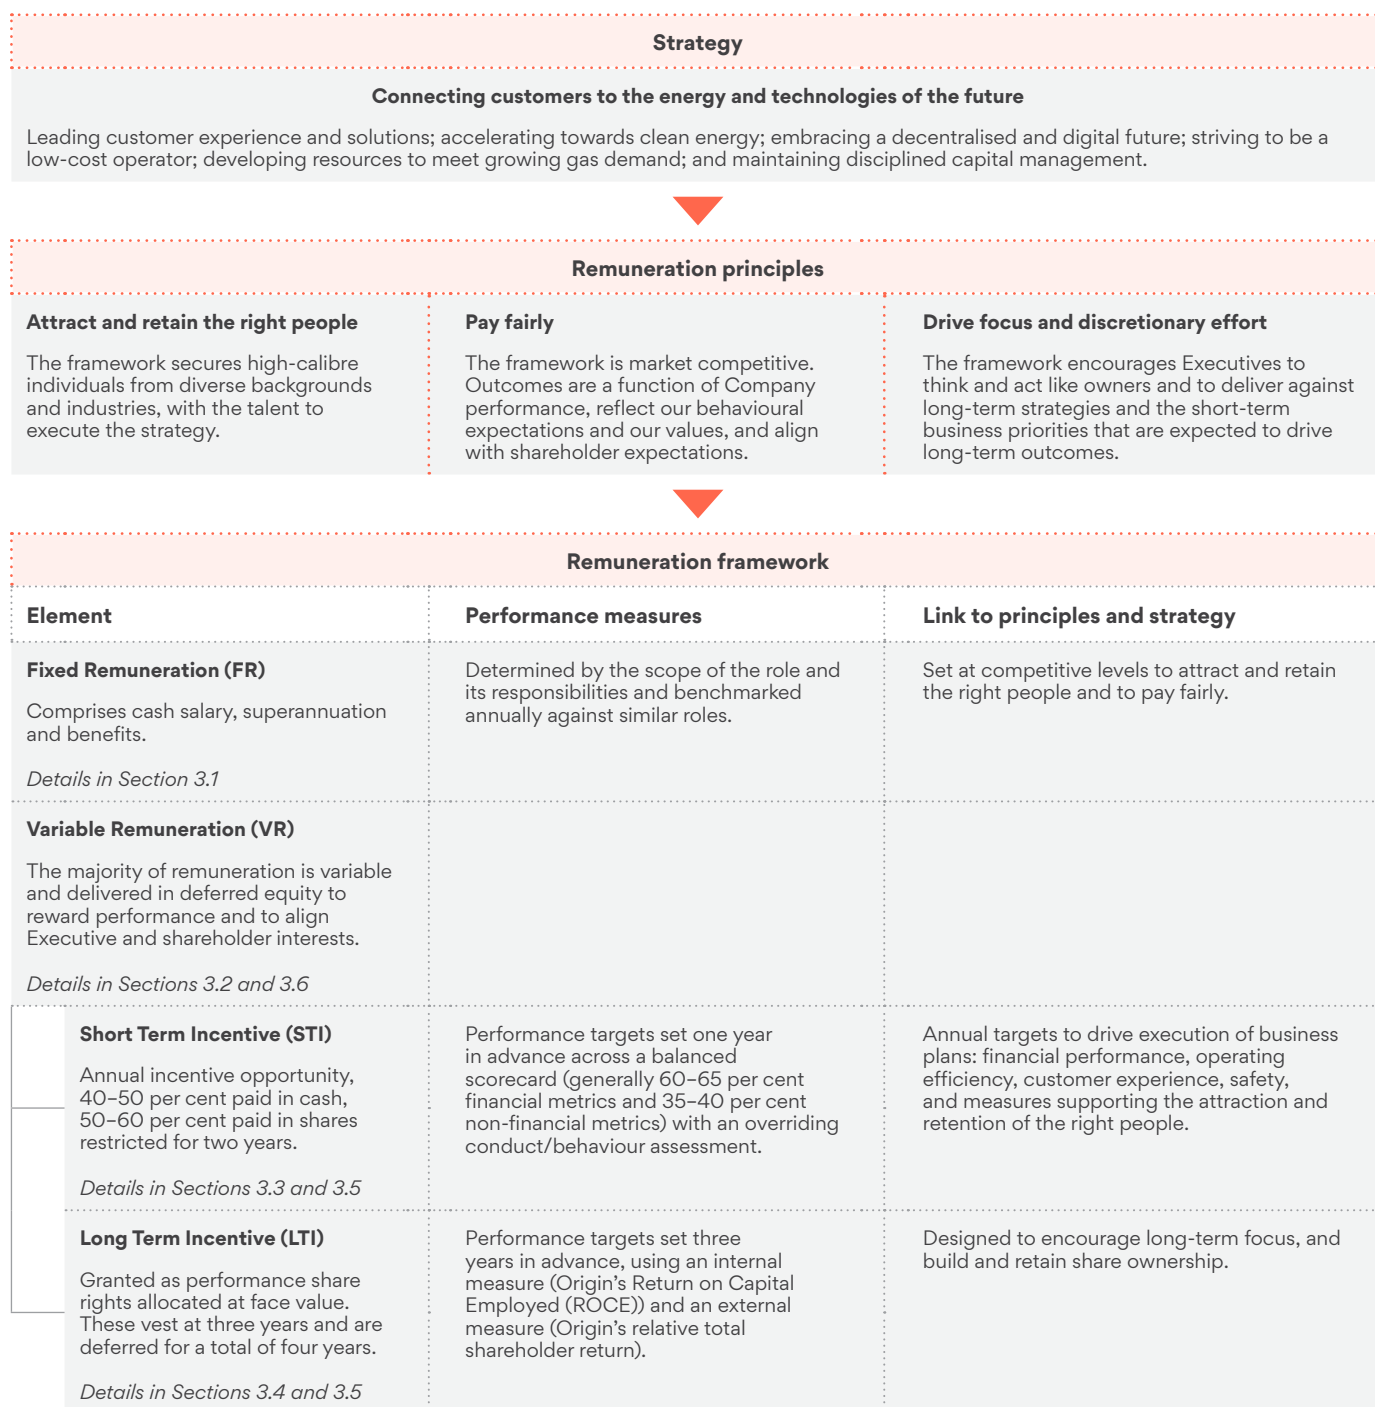 Strategy
Connecting customers to the energy and technologies of the future
Leading customer experience and solutions; accelerating towards clean energy; embracing a decentralised and digital future; striving to be a
low-cost operator; developing resources to meet growing gas demand; and maintaining disciplined capital management.
Remuneration principles
Attract and retain the right people
The framework secures high-calibre
individuals from diverse backgrounds
and industries, with the talent to
execute the strategy.
Pay fairly
The framework is market competitive.
Outcomes are a function of Company
performance, reflect our behavioural
expectations and our values, and align
with shareholder expectations.
Drive focus and discretionary effort
The framework encourages Executives to
think and act like owners and to deliver against
long-term strategies and the short-term
business priorities that are expected to drive
long-term outcomes.
Remuneration framework
Element
Performance measures
Link to principles and strategy
Fixed Remuneration (FR)
Comprises cash salary, superannuation
and benefits.
Details in Section 3.1
Determined by the scope of the role and
its responsibilities and benchmarked
annually against similar roles.
Set at competitive levels to attract and retain
the right people and to pay fairly.
Variable Remuneration (VR)
The majority of remuneration is variable
and delivered in deferred equity to
reward performance and to align
Executive and shareholder interests.
Details in Sections 3.2 and 3.6
Short Term Incentive (STI)
Annual incentive opportunity,
40–50 per cent paid in cash,
50–60 per cent paid in shares
restricted for two years.
Details in Sections 3.3 and 3.5
Performance targets set one year
in advance across a balanced
scorecard (generally 60–65 per cent
financial metrics and 35–40 per cent
non-financial metrics) with an overriding
conduct/behaviour assessment.
Annual targets to drive execution of business
plans: financial performance, operating
efficiency, customer experience, safety,
and measures supporting the attraction and
retention of the right people.
Long Term Incentive (LTI)
Granted as performance share
rights allocated at face value.
These vest at three years and are
deferred for a total of four years.
Details in Sections 3.4 and 3.5
Performance targets set three
years in advance, using an internal
measure (Origin's Return on Capital
Employed (ROCE)) and an external
measure (Origin's relative total
shareholder return).
Designed to encourage long-term focus, and
build and retain share ownership.